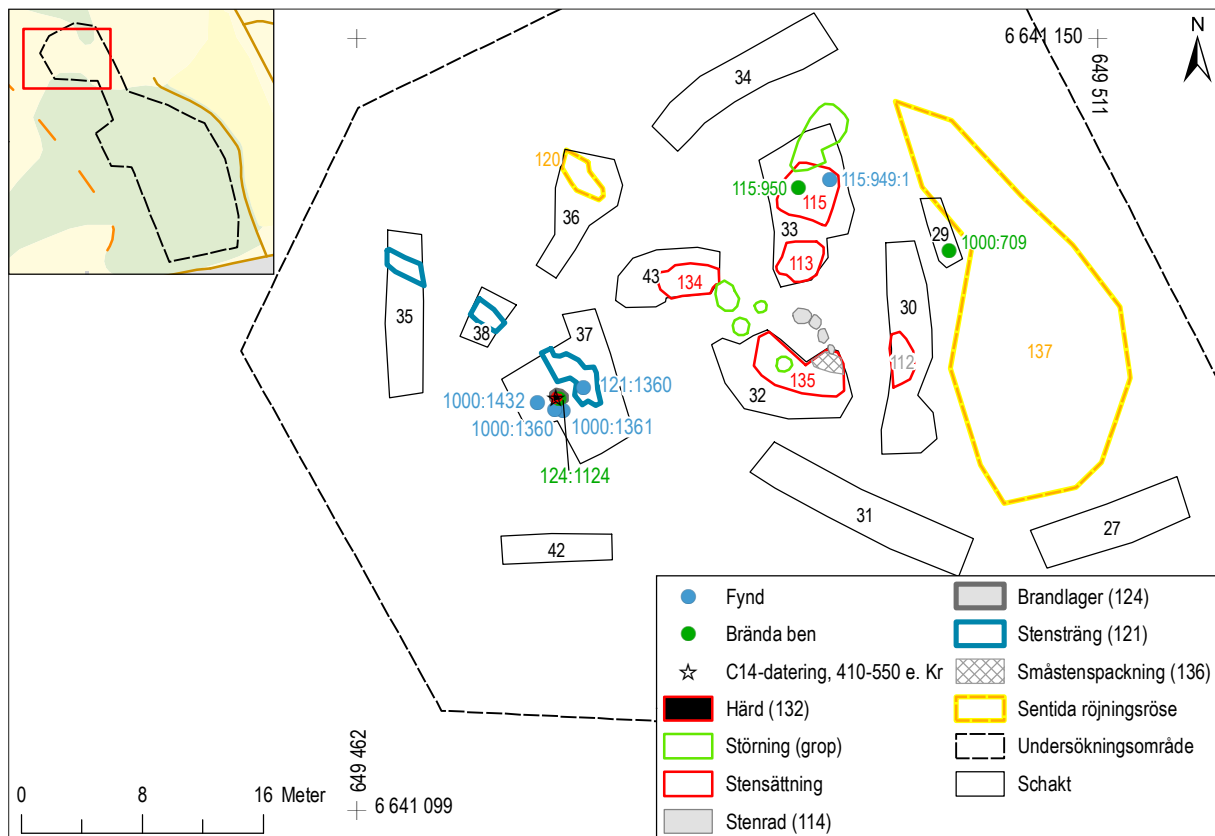 N
6 641 150
649 511
34
120
36
115:950
115:949:1
115
33
113
29
1000:709
43
134
30
35
38
37
137
112
121:1360
135
32
1000:1432
1000:1360
1000:1361
124:1124
31
27
42
649 462
6 641 099
0
8
16
Meter
Fynd
Brända ben
C14-datering, 410-550 e. Kr
Härd (132)
Störning (grop)
Stensättning
Stenrad (114)
Brandlager (124)
Stensträng (121)
Småstenspackning (136)
Sentida röjningsröse
Undersökningsområde
Schakt